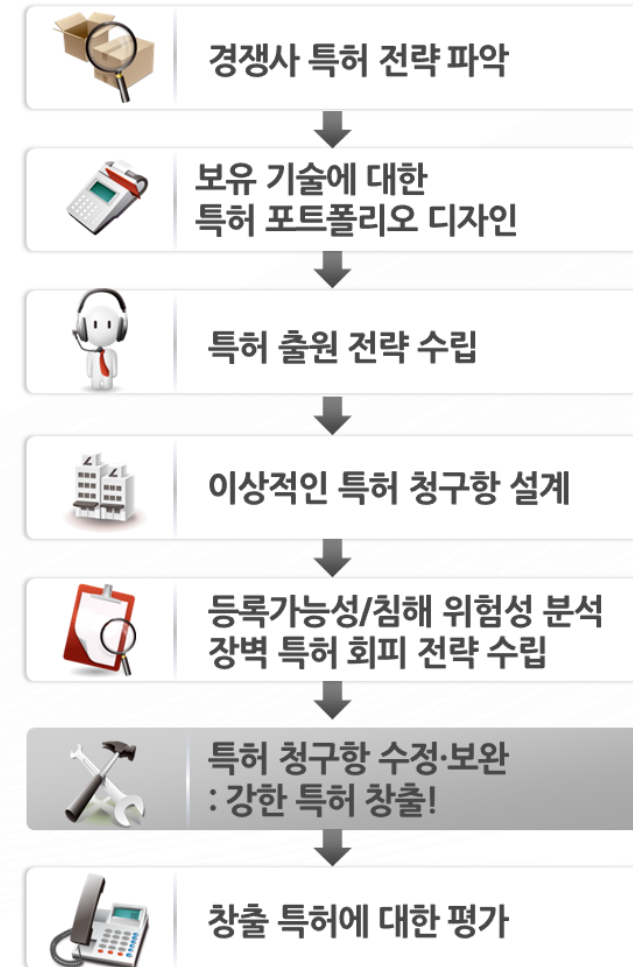 경쟁사 특허 전략 파악
보유 기술에 대한
특허 포트폴리오 디자인
특허 출원 전략 수립
이상적인 특허 청구항 설계
등록가능성/침해 위험성 분석
장벽 특허 회피 전략 수립
특허 청구항 수정·보완
: 강한 특허 창출!
창출 특허에 대한 평가